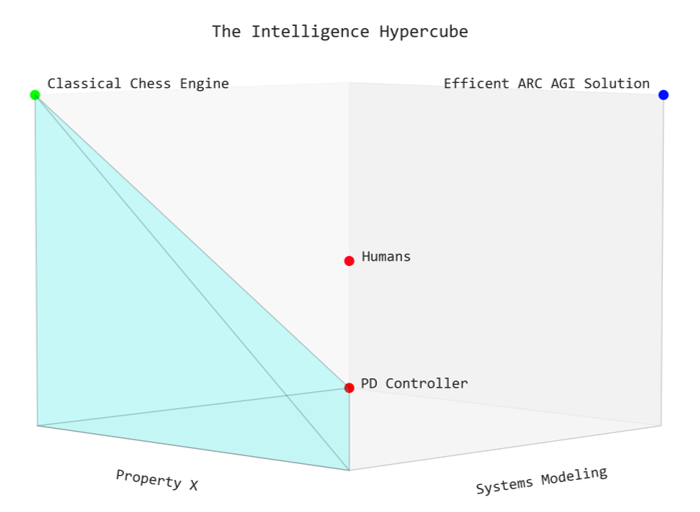 The Intelligence Hypercube
Classical Chess Engine
Efficent ARC AGI Solution
Humans
PD Controller
Property X
Systems Modeling